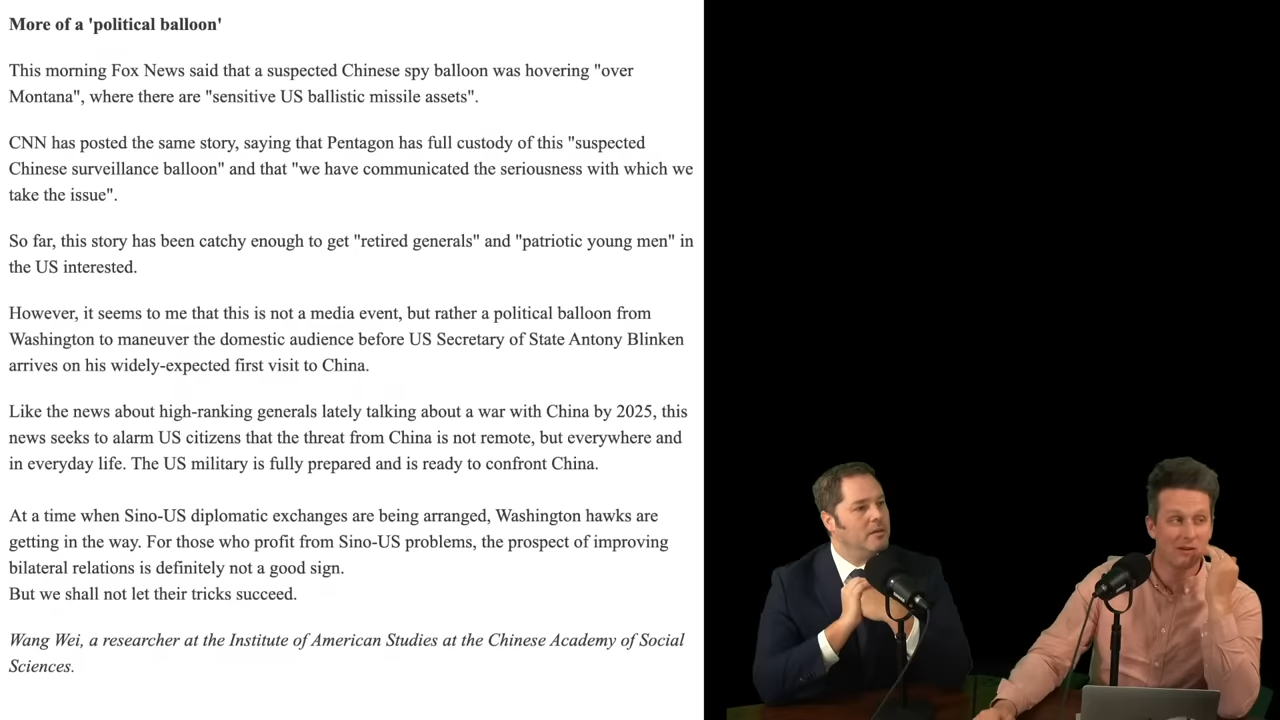 More of a 'political balloon'
This morning Fox News said that a suspected Chinese spy balloon was hovering "over
Montana", where there are "sensitive US ballistic missile assets".
CNN has posted the same story, saying that Pentagon has full custody of this "suspected
Chinese surveillance balloon" and that "we have communicated the seriousness with which we
take the issue".
So far, this story has been catchy enough to get "retired generals" and "patriotic young men" in
the US interested.
However, it seems to me that this is not a media event, but rather a political balloon from
Washington to maneuver the domestic audience before US Secretary of State Antony Blinken
arrives on his widely-expected first visit to China.
Like the news about high-ranking generals lately talking about a war with China by 2025, this
news seeks to alarm US citizens that the threat from China is not remote, but everywhere and
in everyday life. The US military is fully prepared and is ready to confront China.
At a time when Sino-US diplomatic exchanges are being arranged, Washington hawks are
getting in the way. For those who profit from Sino-US problems, the prospect of improving
bilateral relations is definitely not a good sign.
But we shall not let their tricks succeed.
Wang Wei, a researcher at the Institute of American Studies at the Chinese Academy of Social
Sciences.